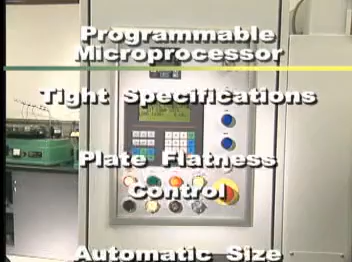 Programmable
Microprocessor
Tight Specifications
Plate Flatness
Control
Automatic Size